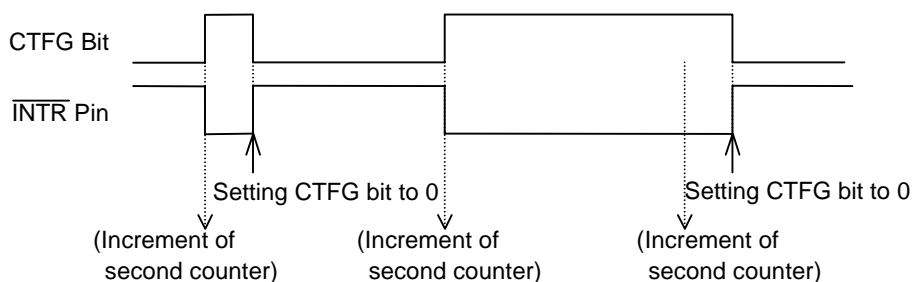 CTFG Bit
INTR Pin
Setting CTFG bit to 0
Setting CTFG bit to 0
(Increment of
second counter)
(Increment of
second counter)
(Increment of
second counter)